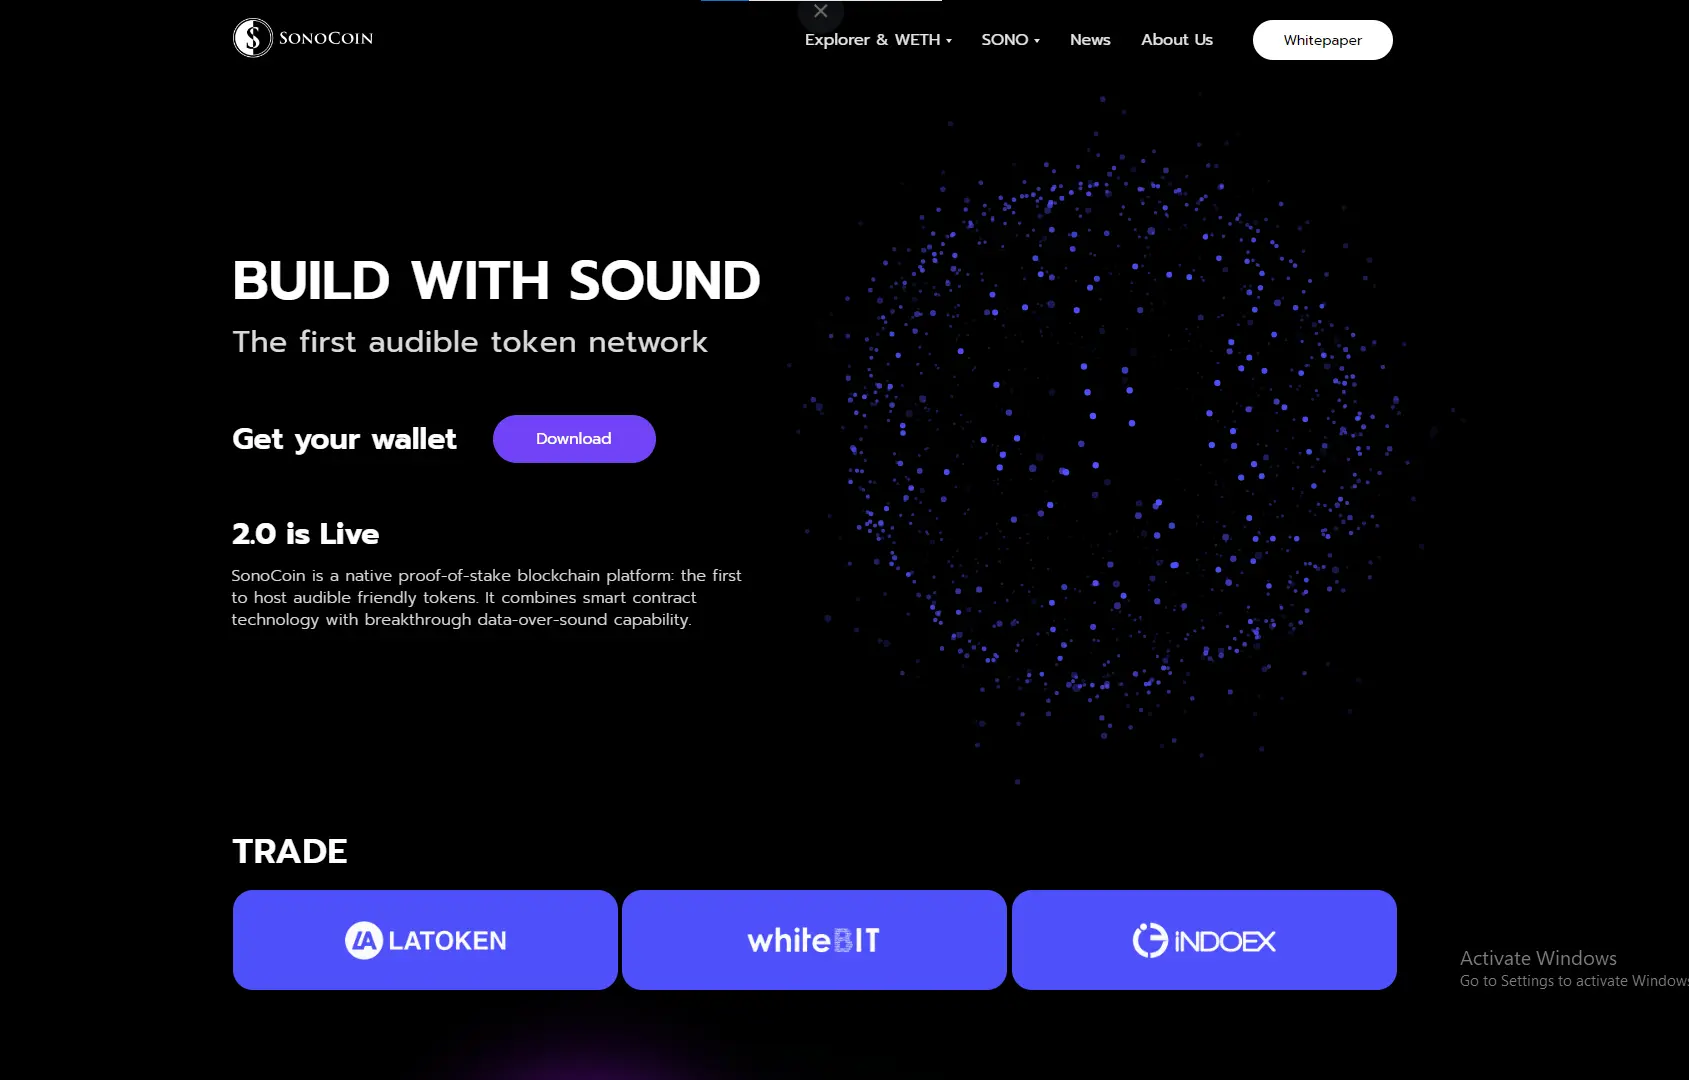 SONOCOIN
Explorer & WETH
SONO
News
About Us
Whitepaper
BUILD WITH SOUND
The first audible token network
Get your wallet
Download
2.0 is Live
SonoCoin is a native proof-of-stake blockchain platform: the first
to host audible friendly tokens. It combines smart contract
technology with breakthrough data-over-sound capability.
TRADE
LATOKEN
whiteBIT
iNDOEX
Activate Windows
Go to Settings to activate Windows